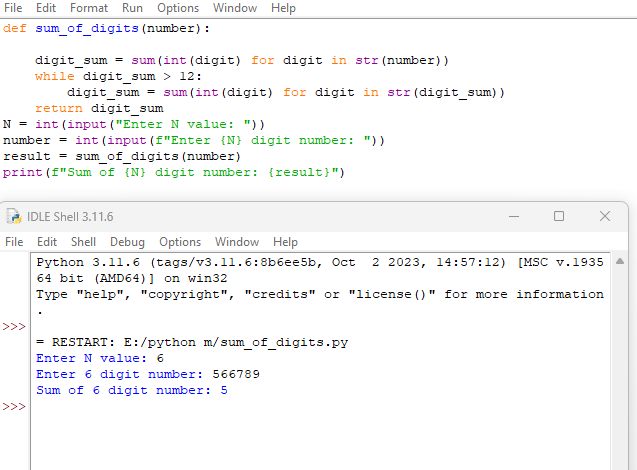 File Edit Format Run Options Window Help
def sum_of_digits(number):
    digit_sum = sum(int(digit) for digit in str(number))
    while digit_sum > 12:
        digit_sum = sum(int(digit) for digit in str(digit_sum))
    return digit_sum
N = int(input("Enter N value: "))
number = int(input(f"Enter {N} digit number: "))
result = sum_of_digits(number)
print(f"Sum of {N} digit number: {result}")
IDLE Shell 3.11.6
File Edit Shell Debug Options Window Help
Python 3.11.6 (tags/v3.11.6:8b6ee5b, Oct  2 2023, 14:57:12) [MSC v.1935
64 bit (AMD64)] on win32
Type "help", "copyright", "credits" or "license()" for more information
.
>>>
= RESTART: E:/python m/sum_of_digits.py
Enter N value: 6
Enter 6 digit number: 566789
Sum of 6 digit number: 5
>>>